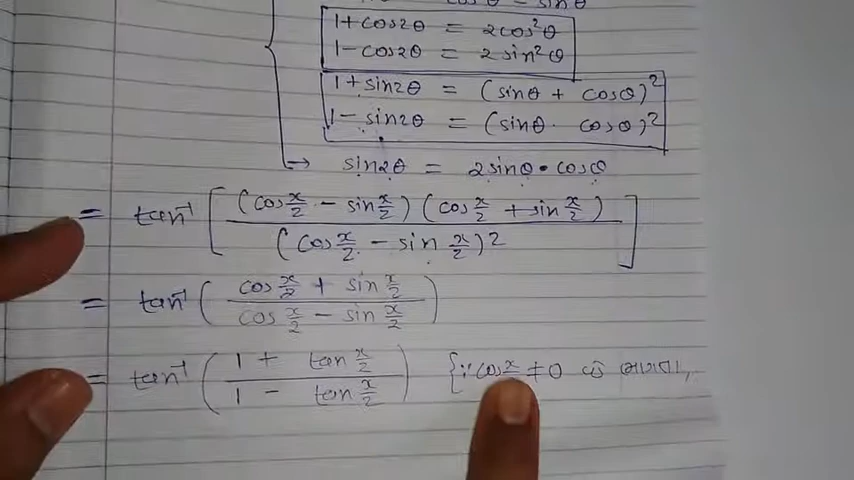 cos²θ - sin²θ
1+cos2θ = 2cos²θ
1-cos2θ = 2sin²θ
1+sin2θ = (sinθ + cosθ)²
1-sin2θ = (sinθ - cosθ)²
→ sin2θ = 2sinθ•cosθ
= tan⁻¹ [ (cos x/2 - sin x/2) (cos x/2 + sin x/2) / (cos x/2 - sin x/2)² ]
= tan⁻¹ ( cos x/2 + sin x/2 / cos x/2 - sin x/2 )
= tan⁻¹ ( 1 + tan x/2 / 1 - tan x/2 ) {∵ cos x/2 ≠ 0